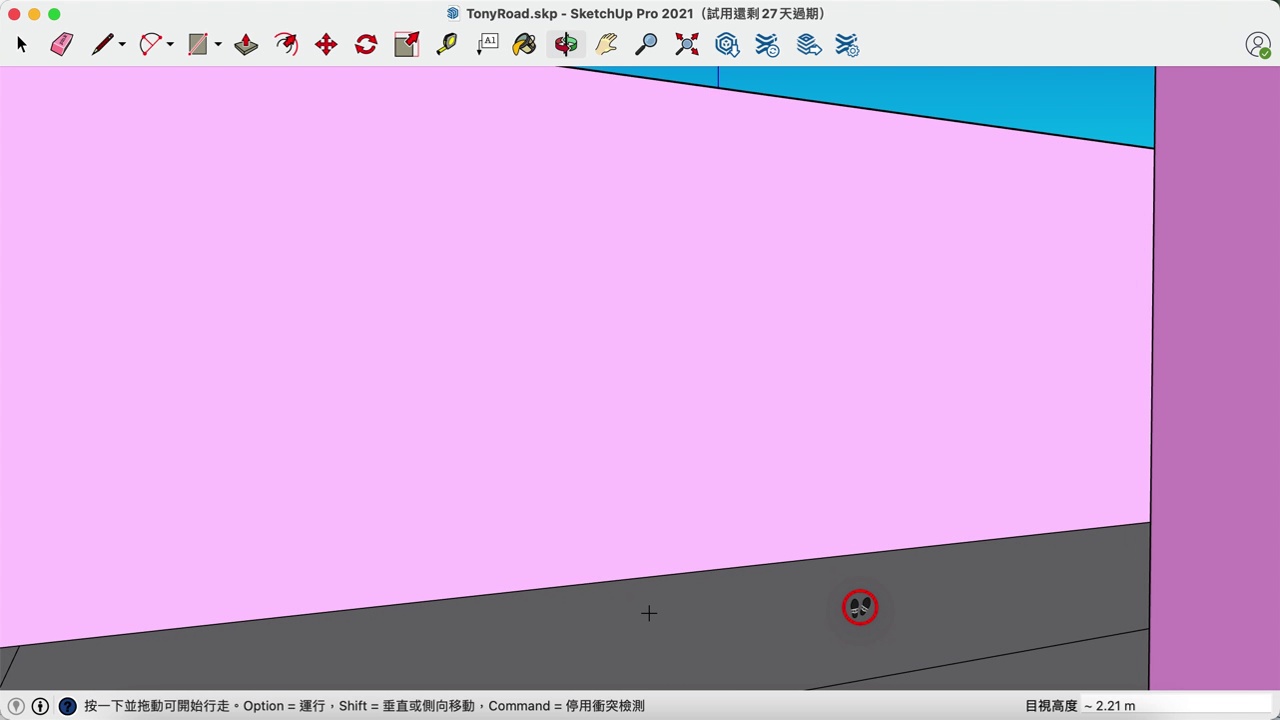 TonyRoad.skp - SketchUp Pro 2021（試用還剩 27 天過期）
A1
按一下並拖動可開始行走。Option = 運行，Shift = 垂直或側向移動，Command = 停用衝突檢測
目視高度 ~ 2.21 m